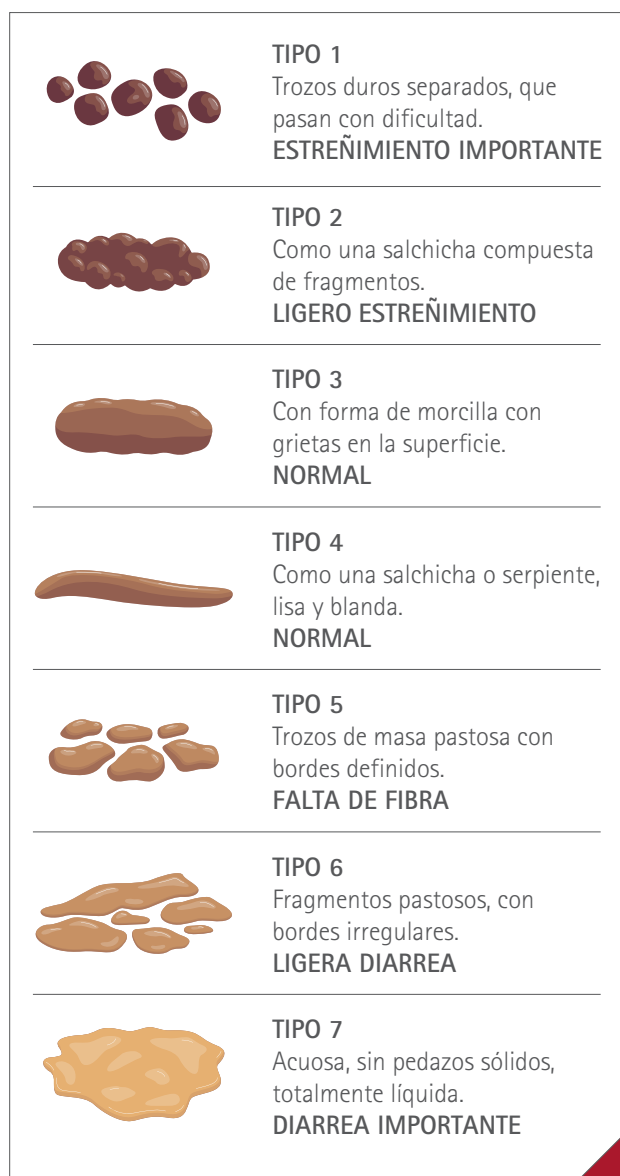 TIPO 1
Trozos duros separados, que
pasan con dificultad.
ESTREÑIMIENTO IMPORTANTE
TIPO 2
Como una salchicha compuesta
de fragmentos.
LIGERO ESTREÑIMIENTO
TIPO 3
Con forma de morcilla con
grietas en la superficie.
NORMAL
TIPO 4
Como una salchicha o serpiente,
lisa y blanda.
NORMAL
TIPO 5
Trozos de masa pastosa con
bordes definidos.
FALTA DE FIBRA
TIPO 6
Fragmentos pastosos, con
bordes irregulares.
LIGERA DIARREA
TIPO 7
Acuosa, sin pedazos sólidos,
totalmente líquida.
DIARREA IMPORTANTE